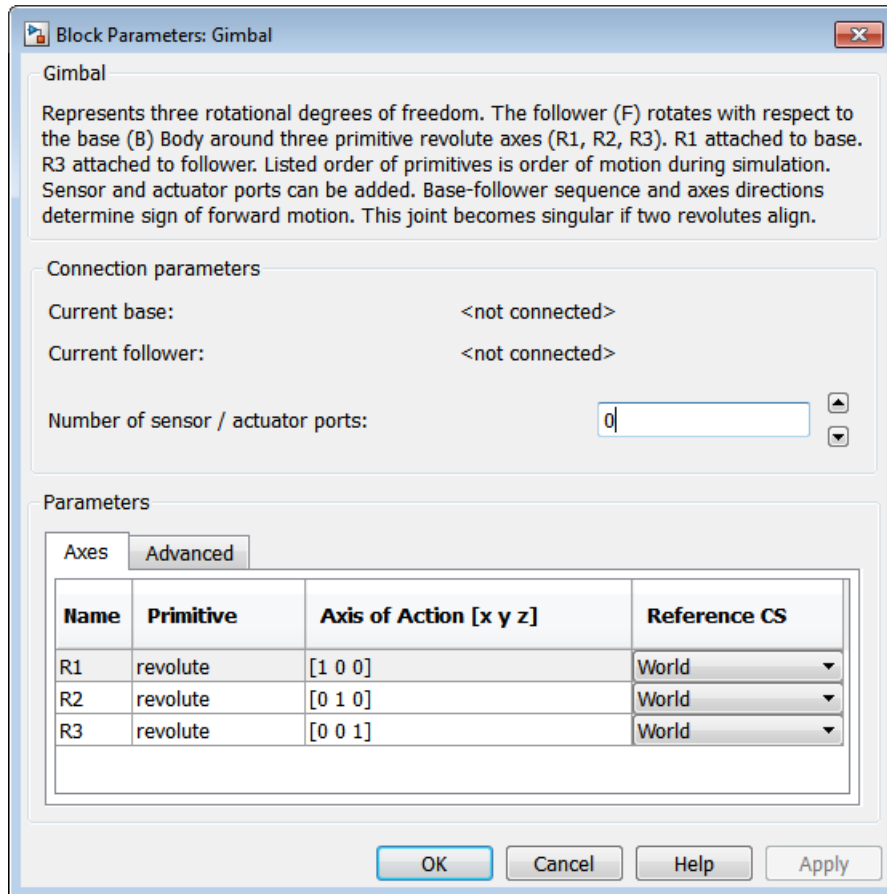 Block Parameters: Gimbal
Gimbal
Represents three rotational degrees of freedom. The follower (F) rotates with respect to
the base (B) Body around three primitive revolute axes (R1, R2, R3). R1 attached to base.
R3 attached to follower. Listed order of primitives is order of motion during simulation.
Sensor and actuator ports can be added. Base-follower sequence and axes directions
determine sign of forward motion. This joint becomes singular if two revolutes align.
Connection parameters
Current base: <not connected>
Current follower: <not connected>
Number of sensor / actuator ports: 0
Parameters
Axes Advanced
Name Primitive Axis of Action [x y z] Reference CS
R1 revolute [1 0 0] World
R2 revolute [0 1 0] World
R3 revolute [0 0 1] World
OK Cancel Help Apply